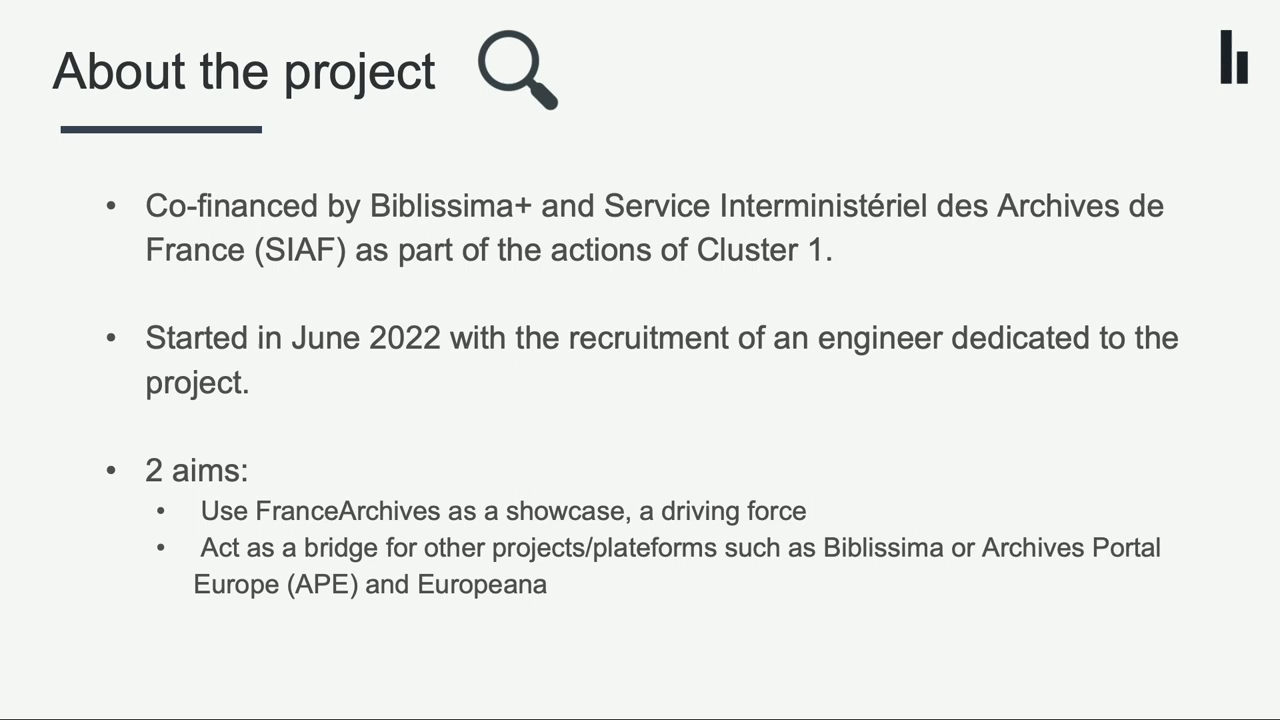 About the project
• Co-financed by Biblissima+ and Service Interministériel des Archives de
France (SIAF) as part of the actions of Cluster 1.
• Started in June 2022 with the recruitment of an engineer dedicated to the
project.
• 2 aims:
• Use FranceArchives as a showcase, a driving force
• Act as a bridge for other projects/plateforms such as Biblissima or Archives Portal
Europe (APE) and Europeana